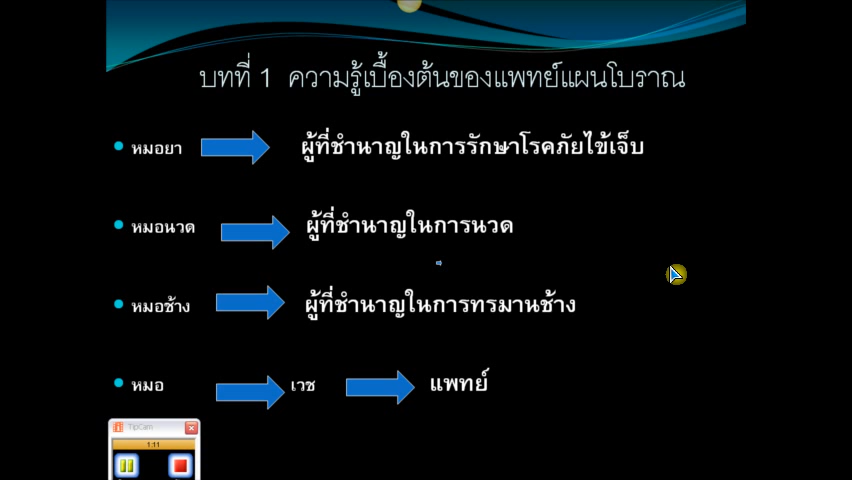 บทที่ 1 ความรู้เบื้องต้นของแพทย์แผนโบราณ
หมอยา ผู้ที่ชำนาญในการรักษาโรคภัยไข้เจ็บ
หมอนวด ผู้ที่ชำนาญในการนวด
หมอช้าง ผู้ที่ชำนาญในการทรมานช้าง
หมอ เวช แพทย์
TipCam
1:11